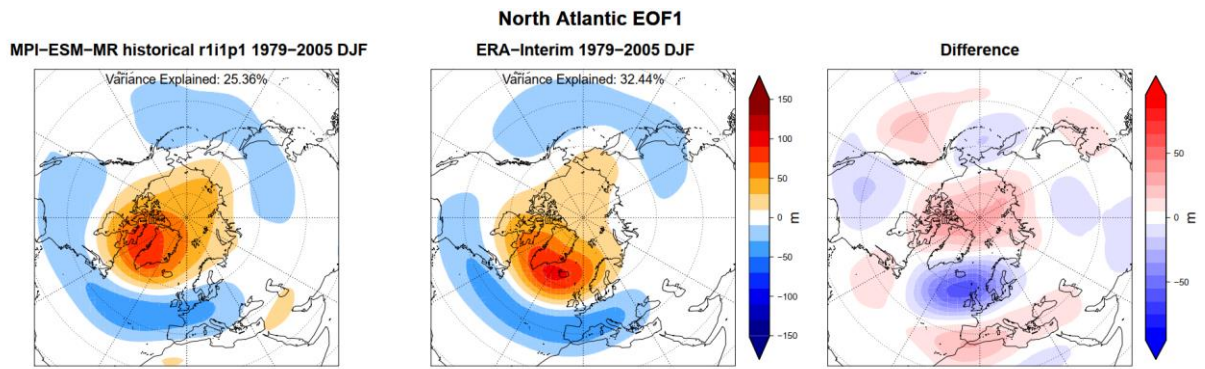 North Atlantic EOF1
MPI−ESM−MR historical r1i1p1 1979−2005 DJF
ERA−Interim 1979−2005 DJF
Difference
Variance Explained: 25.36%
Variance Explained: 32.44%
150
100
50
0
−50
−100
−150
m
50
0
−50
m